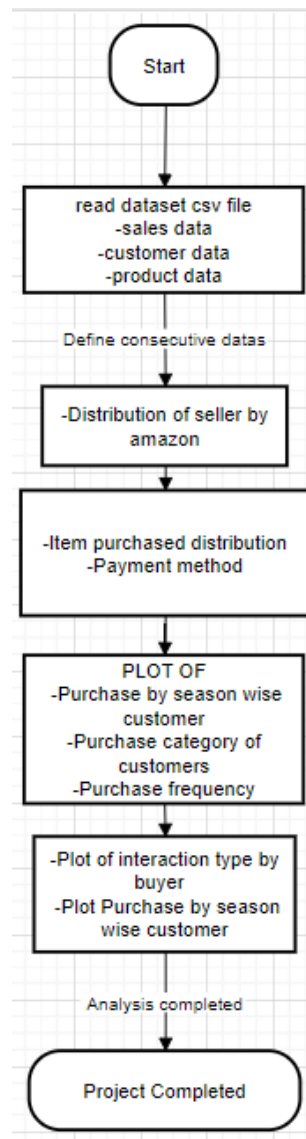 Start
read dataset csv file
-sales data
-customer data
-product data
Define consecutive datas
-Distribution of seller by
amazon
-Item purchased distribution
-Payment method
PLOT OF
-Purchase by season wise
customer
-Purchase category of
customers
-Purchase frequency
-Plot of interaction type by
buyer
-Plot Purchase by season
wise customer
Analysis completed
Project Completed